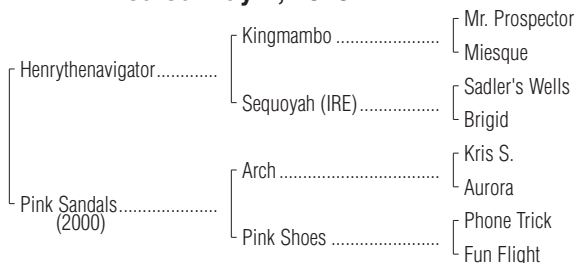 Mr. Prospector
Kingmambo
Miesque
Henrythenavigator
Sadler's Wells
Sequoyah (IRE)
Brigid
Kris S.
Arch
Aurora
Pink Sandals
(2000)
Phone Trick
Pink Shoes
Fun Flight